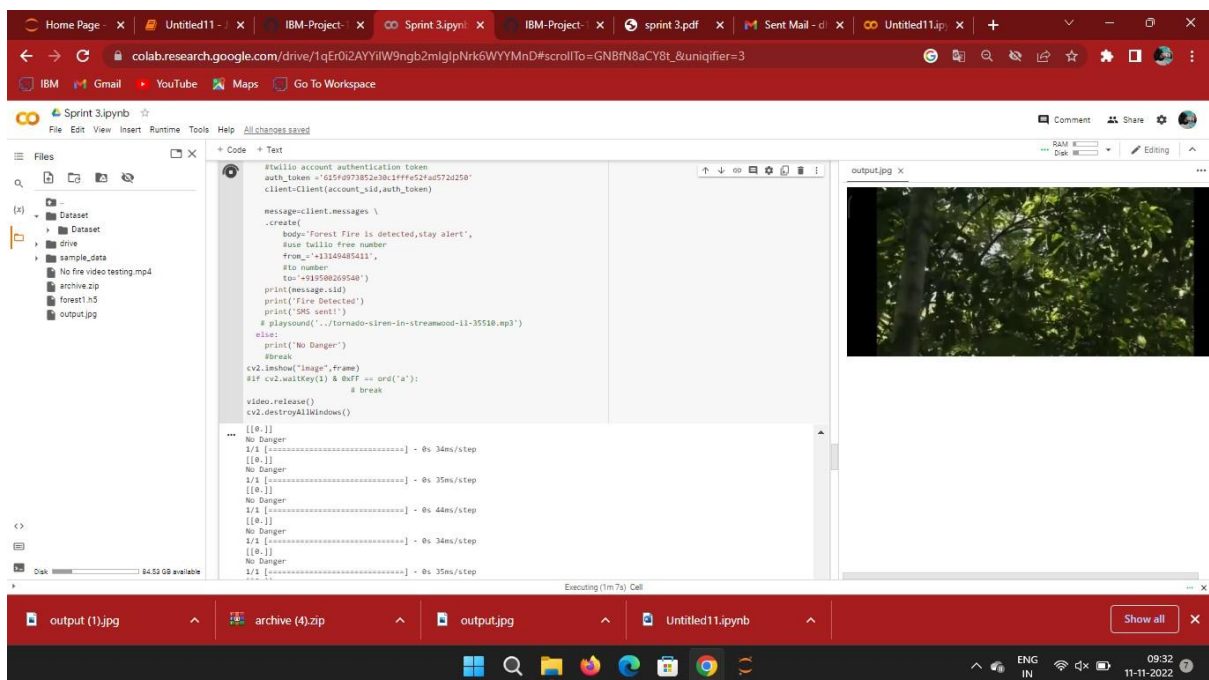 Home Page -
Untitled11 - J
IBM-Project-1
Sprint 3.ipynb
IBM-Project-1
sprint 3.pdf
Sent Mail - dh
Untitled11.ipy
colab.research.google.com/drive/1qEr0i2AYYilW9ngb2mlgIpNrk6WYYMnD#scrollTo=GNBfN8aCY8t_&uniqifier=3
IBM
Gmail
YouTube
Maps
Go To Workspace
Sprint 3.ipynb
File Edit View Insert Runtime Tools Help All changes saved
Comment
Share
Files
+ Code + Text
RAM
Disk
Editing
..
Dataset
Dataset
drive
sample_data
No fire video testing.mp4
archive.zip
forest1.h5
output.jpg
Disk 84.53 GB available
#twilio account authentication token
auth_token ='[redacted]'
client=Client(account_sid,auth_token)
message=client.messages \
.create(
body='Forest Fire is detected,stay alert',
#use twilio free number
from_='+13149485411',
#to number
to='+919500269540')
print(message.sid)
print('Fire Detected')
print('SMS sent!')
# playsound('../tornado-siren-in-streamwood-il-35510.mp3')
else:
print('No Danger')
#break
cv2.imshow("image",frame)
#if cv2.waitKey(1) & 0xFF == ord('a'):
# break
video.release()
cv2.destroyAllWindows()
[[0.]]
No Danger
1/1 [==============================] - 0s 34ms/step
[[0.]]
No Danger
1/1 [==============================] - 0s 35ms/step
[[0.]]
No Danger
1/1 [==============================] - 0s 44ms/step
[[0.]]
No Danger
1/1 [==============================] - 0s 34ms/step
[[0.]]
No Danger
1/1 [==============================] - 0s 35ms/step
output.jpg
Executing (1m 7s) Cell
output (1).jpg
archive (4).zip
output.jpg
Untitled11.ipynb
Show all
ENG
IN
09:32
11-11-2022
7